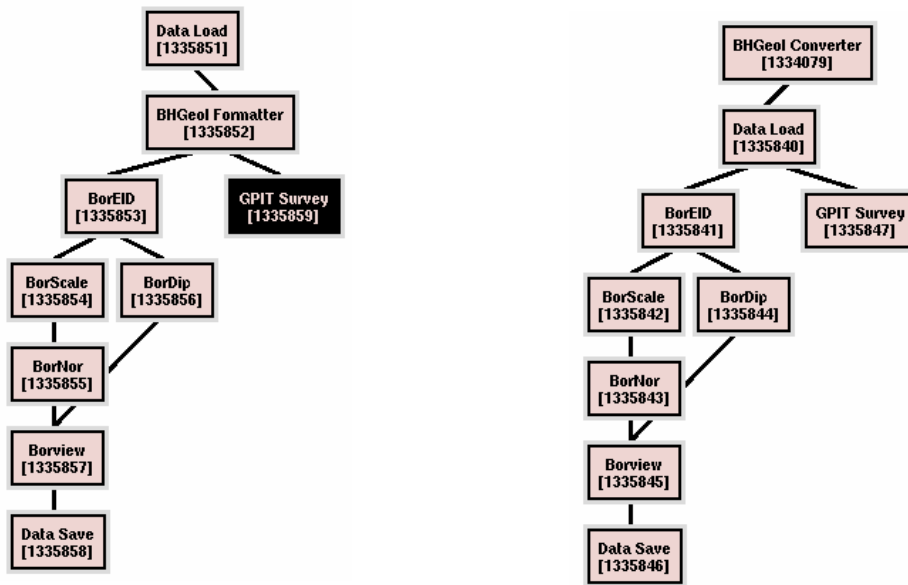 Data Load
[1335851]
BHGeol Formatter
[1335852]
BorEID
[1335853]
GPIT Survey
[1335859]
BorScale
[1335854]
BorDip
[1335856]
BorNor
[1335855]
Borview
[1335857]
Data Save
[1335858]
BHGeol Converter
[1334079]
Data Load
[1335840]
BorEID
[1335841]
GPIT Survey
[1335847]
BorScale
[1335842]
BorDip
[1335844]
BorNor
[1335843]
Borview
[1335845]
Data Save
[1335846]